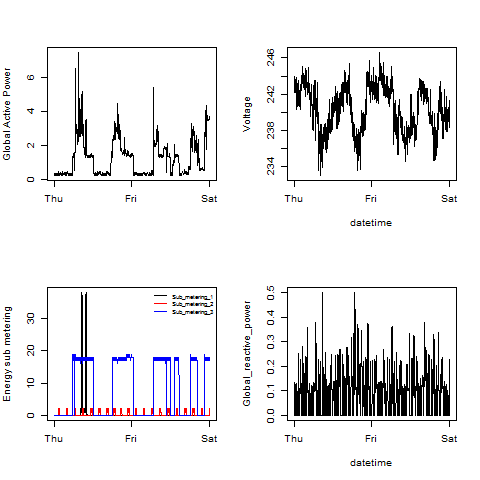 Global Active Power
6
4
2
0
Thu Fri Sat
Voltage
246
242
238
234
Thu Fri Sat
datetime
Energy sub metering
30
20
10
0
Sub_metering_1
Sub_metering_2
Sub_metering_3
Thu Fri Sat
Global_reactive_power
0.5
0.4
0.3
0.2
0.1
0.0
Thu Fri Sat
datetime